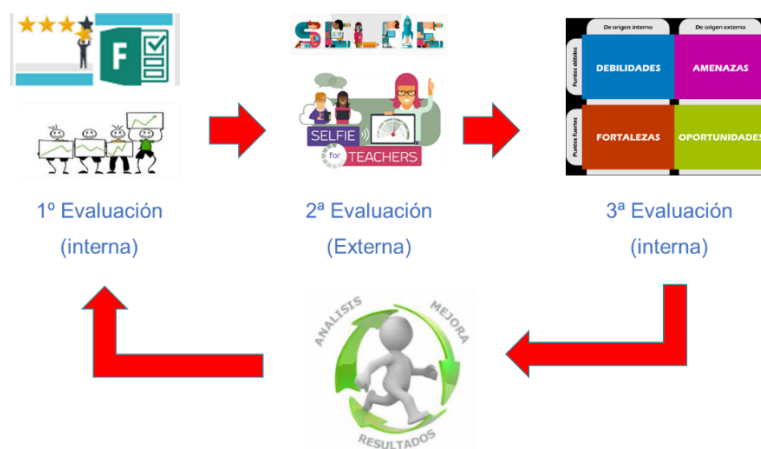 F
SELFIE
SELFIE
for
TEACHERS
De origen interno
De origen externo
Puntos débiles
DEBILIDADES
AMENAZAS
Puntos fuertes
FORTALEZAS
OPORTUNIDADES
1º Evaluación
(interna)
2ª Evaluación
(Externa)
3ª Evaluación
(interna)
ANALISIS
MEJORA
RESULTADOS